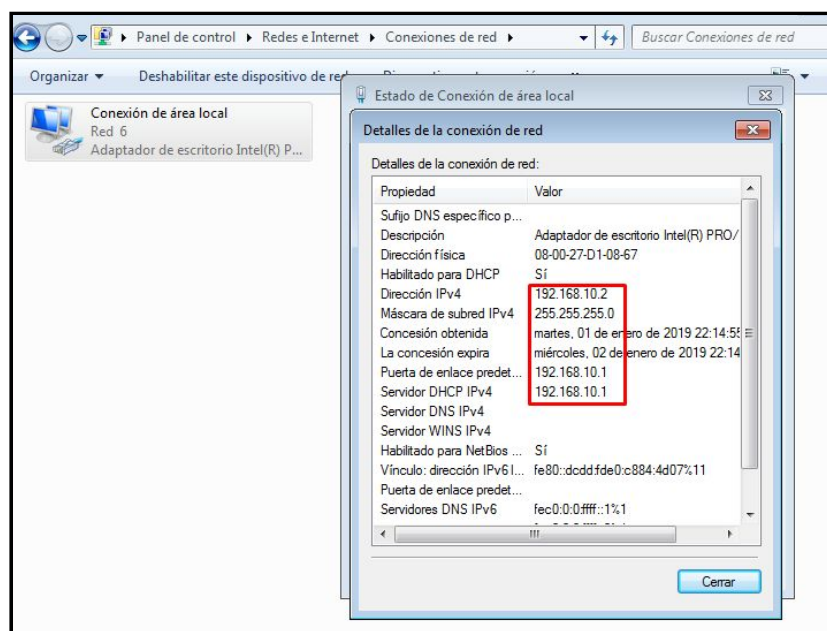 Panel de control ▸ Redes e Internet ▸ Conexiones de red ▸ Buscar Conexiones de red
Organizar Deshabilitar este dispositivo de
Conexión de área local
Red 6
Adaptador de escritorio Intel(R) P...
Estado de Conexión de área local
Detalles de la conexión de red
Detalles de la conexión de red:
Propiedad Valor
Sufijo DNS específico p...
Descripción Adaptador de escritorio Intel(R) PRO/
Dirección física 08-00-27-D1-08-67
Habilitado para DHCP Sí
Dirección IPv4 192.168.10.2
Máscara de subred IPv4 255.255.255.0
Concesión obtenida martes, 01 de enero de 2019 22:14:55
La concesión expira miércoles, 02 de enero de 2019 22:14
Puerta de enlace predet... 192.168.10.1
Servidor DHCP IPv4 192.168.10.1
Servidor DNS IPv4
Servidor WINS IPv4
Habilitado para NetBios ... Sí
Vínculo: dirección IPv6 l... fe80::dcdd:fde0:c884:4d07%11
Puerta de enlace predet...
Servidores DNS IPv6 fec0:0:0:ffff::1%1
Cerrar